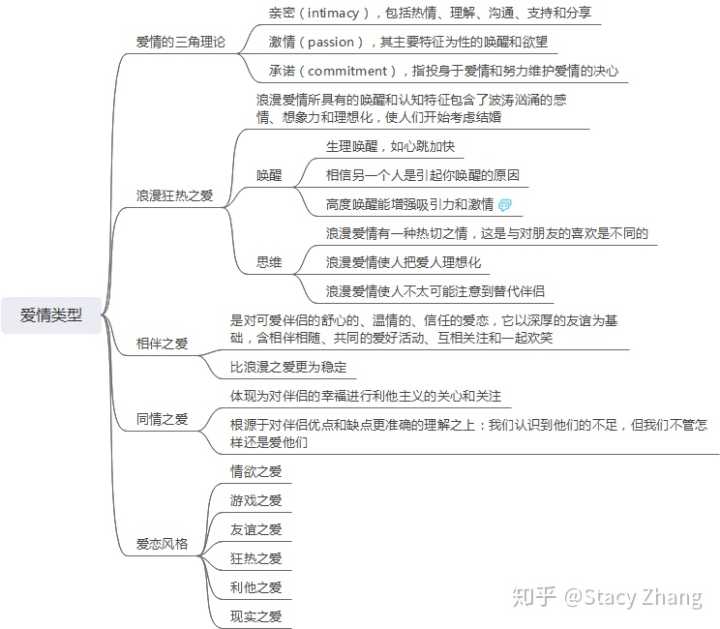 爱情类型
爱情的三角理论
亲密（intimacy），包括热情、理解、沟通、支持和分享
激情（passion），其主要特征为性的唤醒和欲望
承诺（commitment），指投身于爱情和努力维护爱情的决心
浪漫狂热之爱
浪漫爱情所具有的唤醒和认知特征包含了波涛汹涌的感
情、想象力和理想化，使人们开始考虑结婚
唤醒
生理唤醒，如心跳加快
相信另一个人是引起你唤醒的原因
高度唤醒能增强吸引力和激情
思维
浪漫爱情有一种热切之情，这是与对朋友的喜欢是不同的
浪漫爱情使人把爱人理想化
浪漫爱情使人不太可能注意到替代伴侣
相伴之爱
是对可爱伴侣的舒心的、温情的、信任的爱恋，它以深厚的友谊为基
础，含相伴相随、共同的爱好活动、互相关注和一起欢笑
比浪漫之爱更为稳定
同情之爱
体现为对伴侣的幸福进行利他主义的关心和关注
根源于对伴侣优点和缺点更准确的理解之上；我们认识到他们的不足，但我们不管怎
样还是爱他们
爱恋风格
情欲之爱
游戏之爱
友谊之爱
狂热之爱
利他之爱
现实之爱
知乎 @Stacy Zhang